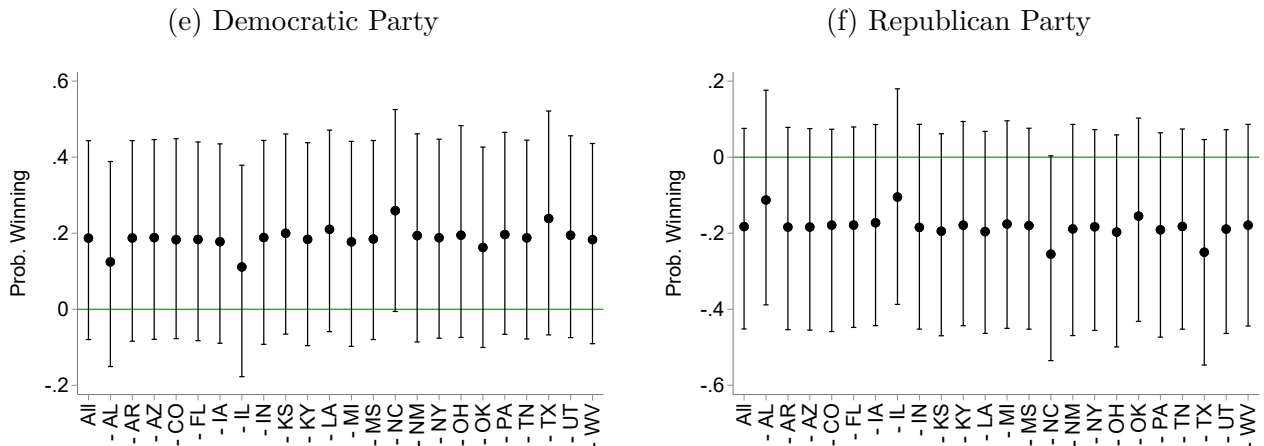 (e) Democratic Party
Prob. Winning
.6
.4
.2
0
-.2
All
- AL
- AR
- AZ
- CO
- FL
- IA
- IL
- IN
- KS
- KY
- LA
- MI
- MS
- NC
- NM
- NY
- OH
- OK
- PA
- TN
- TX
- UT
- WV
(f) Republican Party
Prob. Winning
.2
0
-.2
-.4
-.6
All
- AL
- AR
- AZ
- CO
- FL
- IA
- IL
- IN
- KS
- KY
- LA
- MI
- MS
- NC
- NM
- NY
- OH
- OK
- PA
- TN
- TX
- UT
- WV